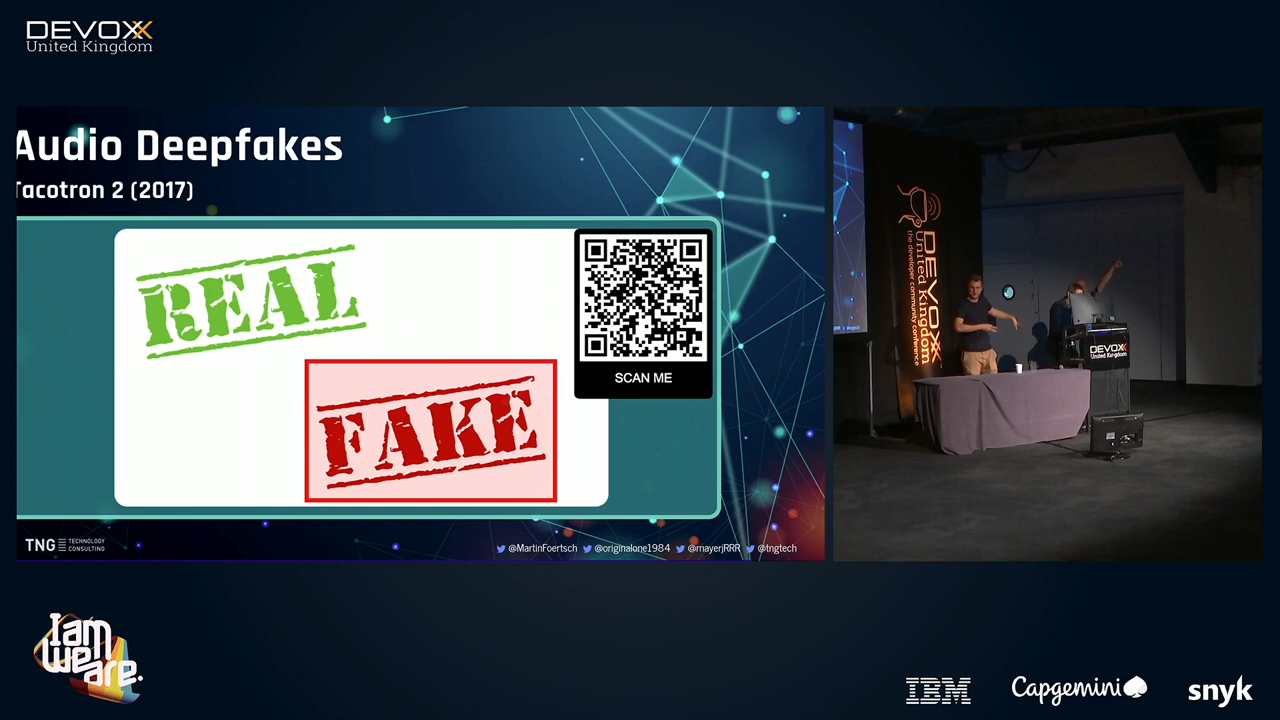 DEVOXX
United Kingdom
Audio Deepfakes
Tacotron 2 (2017)
REAL
FAKE
SCAN ME
TNG TECHNOLOGY CONSULTING
@MartinFoertsch @originalone1984 @mayerjRRR @tngtech
DEVOXX
United Kingdom
the developer community conference
DEVOXX
United Kingdom
I am
we are.
IBM
Capgemini
snyk